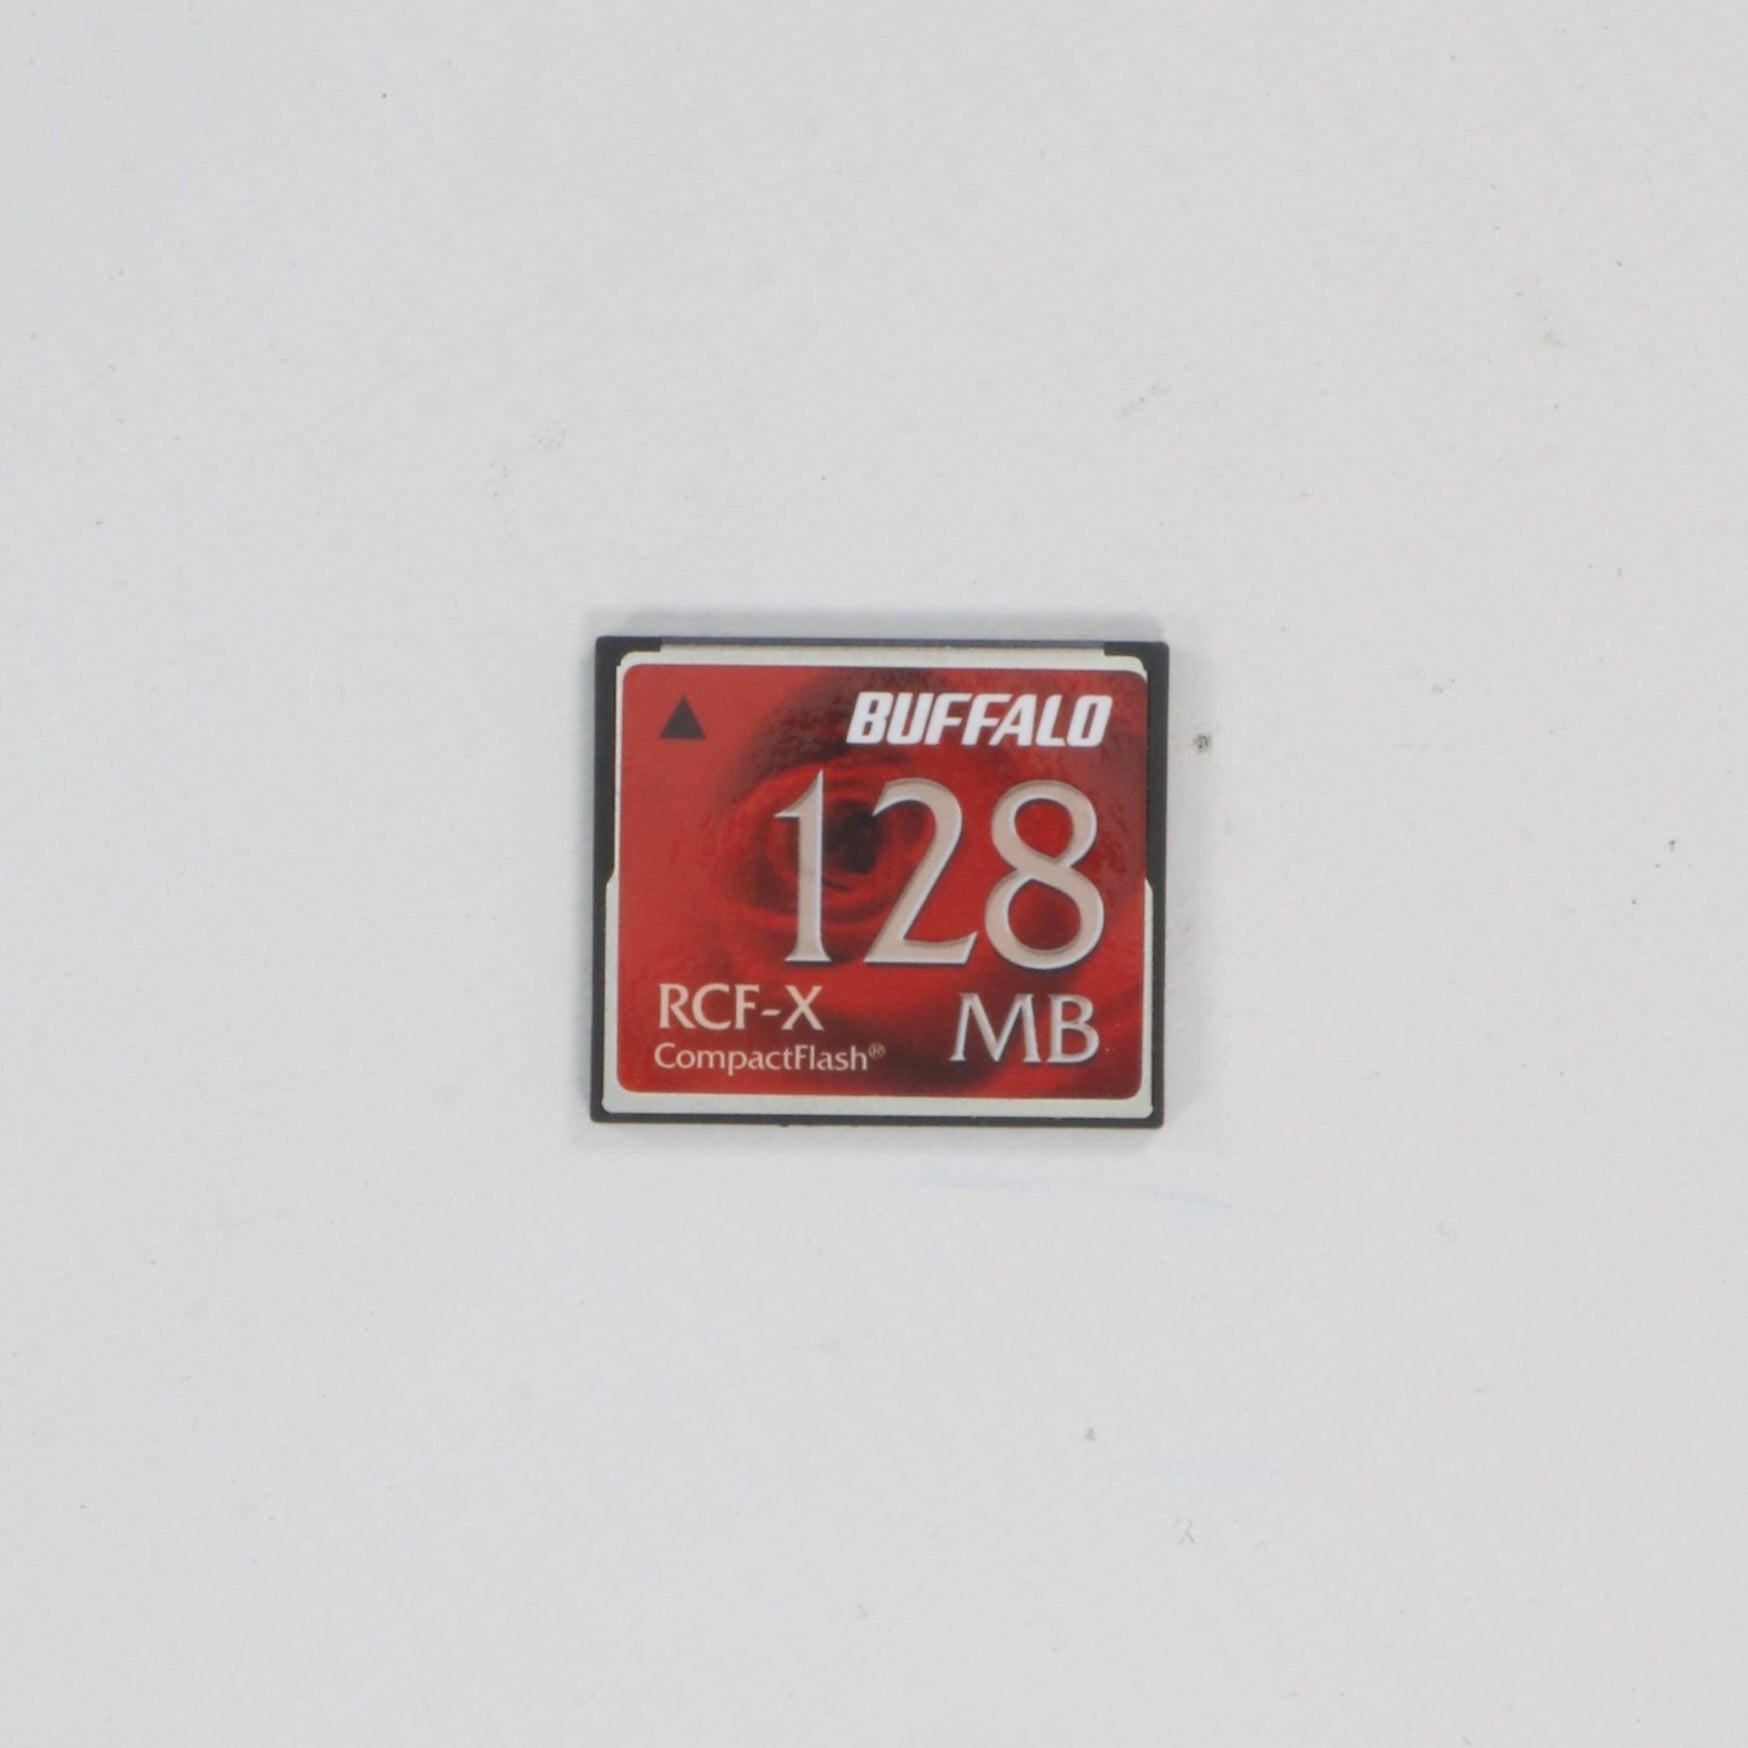 BUFFALO
128
RCF-X MB
CompactFlash®